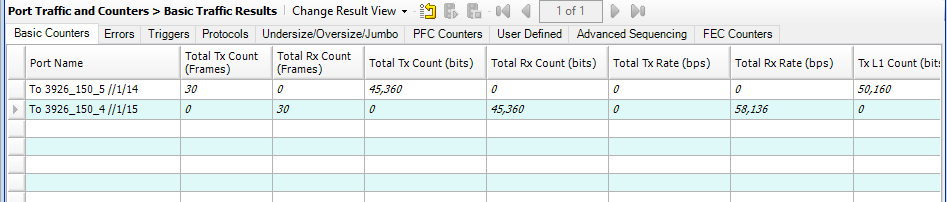 Port Traffic and Counters > Basic Traffic Results Change Result View 1 of 1
Basic Counters Errors Triggers Protocols Undersize/Oversize/Jumbo PFC Counters User Defined Advanced Sequencing FEC Counters
Port Name Total Tx Count (Frames) Total Rx Count (Frames) Total Tx Count (bits) Total Rx Count (bits) Total Tx Rate (bps) Total Rx Rate (bps) Tx L1 Count (bits
To 3926_150_5 //1/14 30 0 45,360 0 0 0 50,160
To 3926_150_4 //1/15 0 30 0 45,360 0 58,136 0